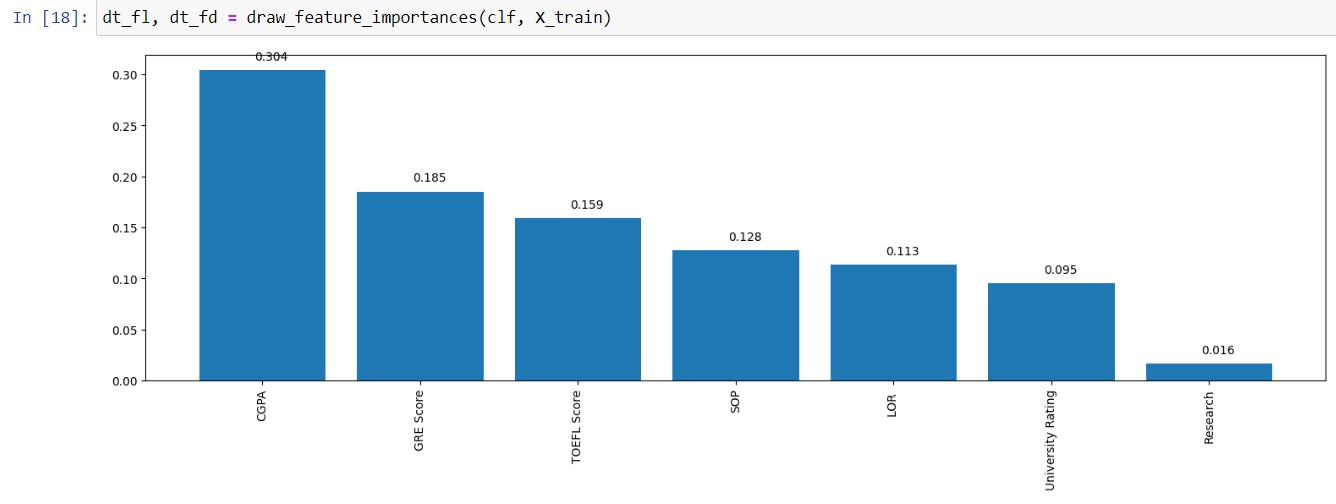 In [18]: dt_fl, dt_fd = draw_feature_importances(clf, X_train)
0.304
0.185
0.159
0.128
0.113
0.095
0.016
0.30
0.25
0.20
0.15
0.10
0.05
0.00
CGPA
GRE Score
TOEFL Score
SOP
LOR
University Rating
Research